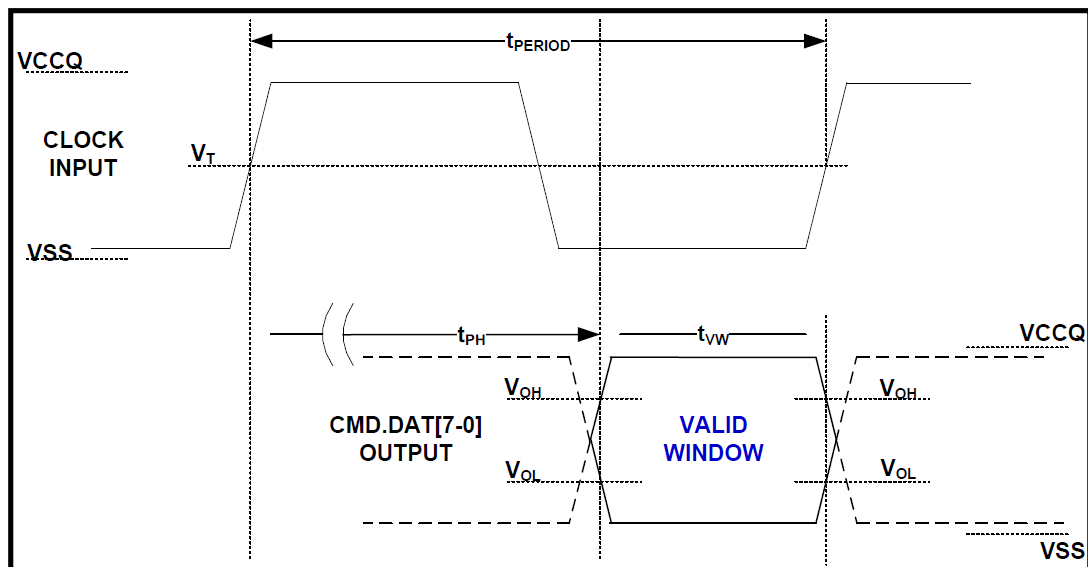 tPERIOD
VCCQ
CLOCK
INPUT
VT
VSS
tPH
tVW
VCCQ
VOH
VOH
CMD.DAT[7-0]
OUTPUT
VALID
WINDOW
VOL
VOL
VSS